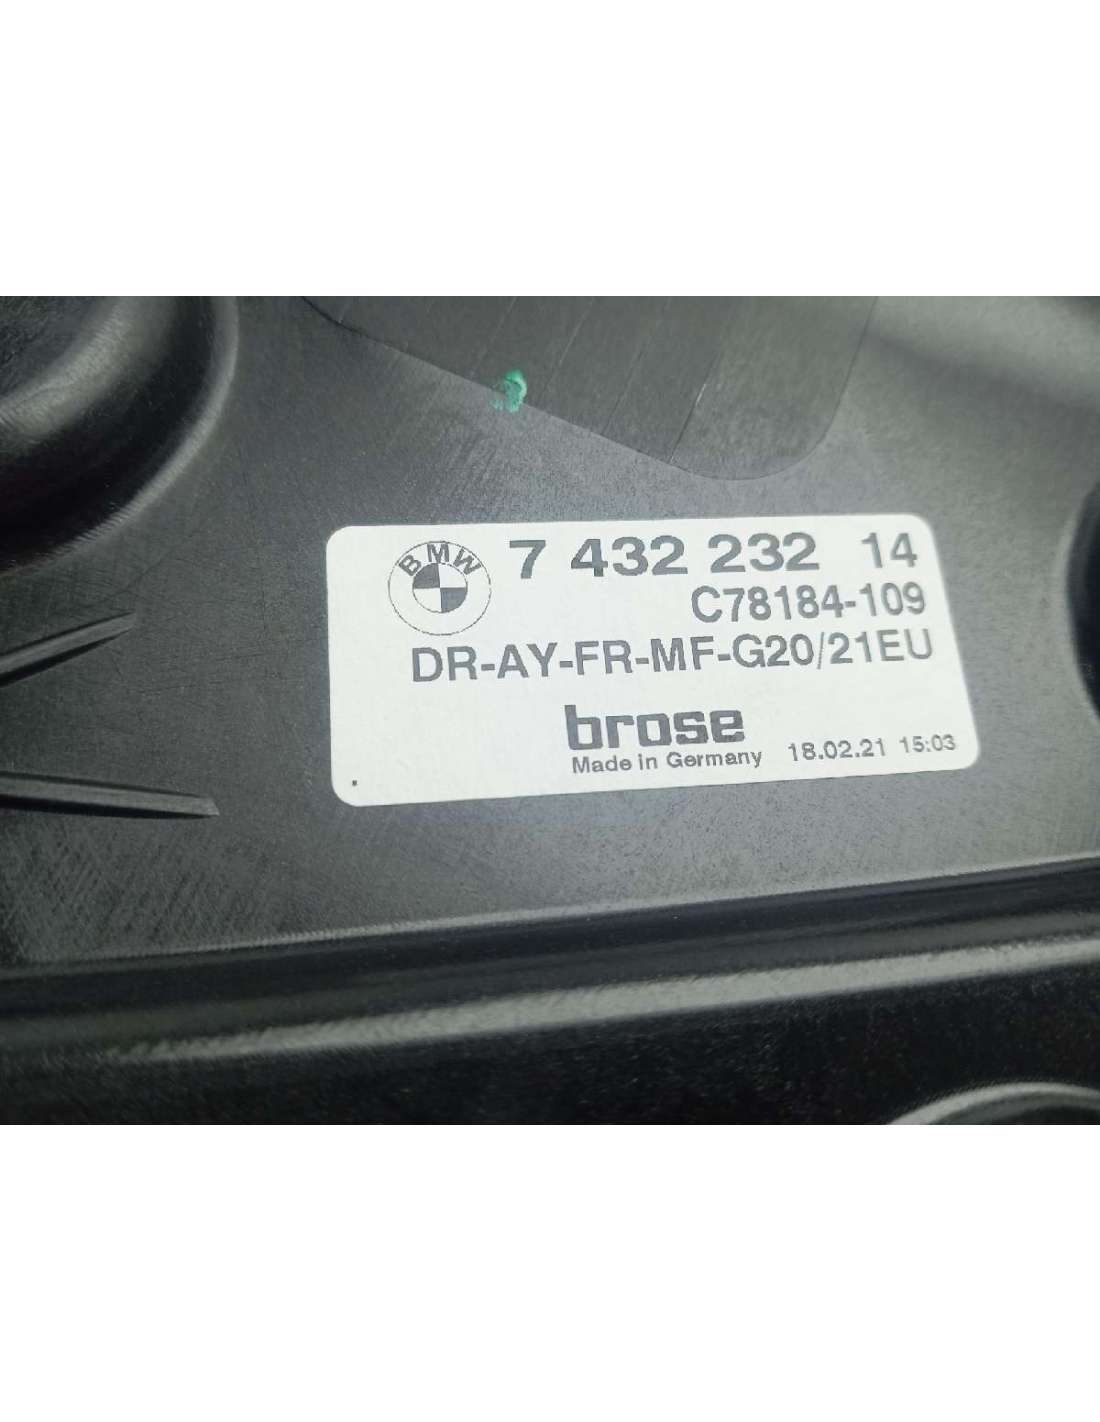 BMW
7 432 232 14
C78184-109
DR-AY-FR-MF-G20/21EU
brose
Made in Germany 18.02.21 15:03